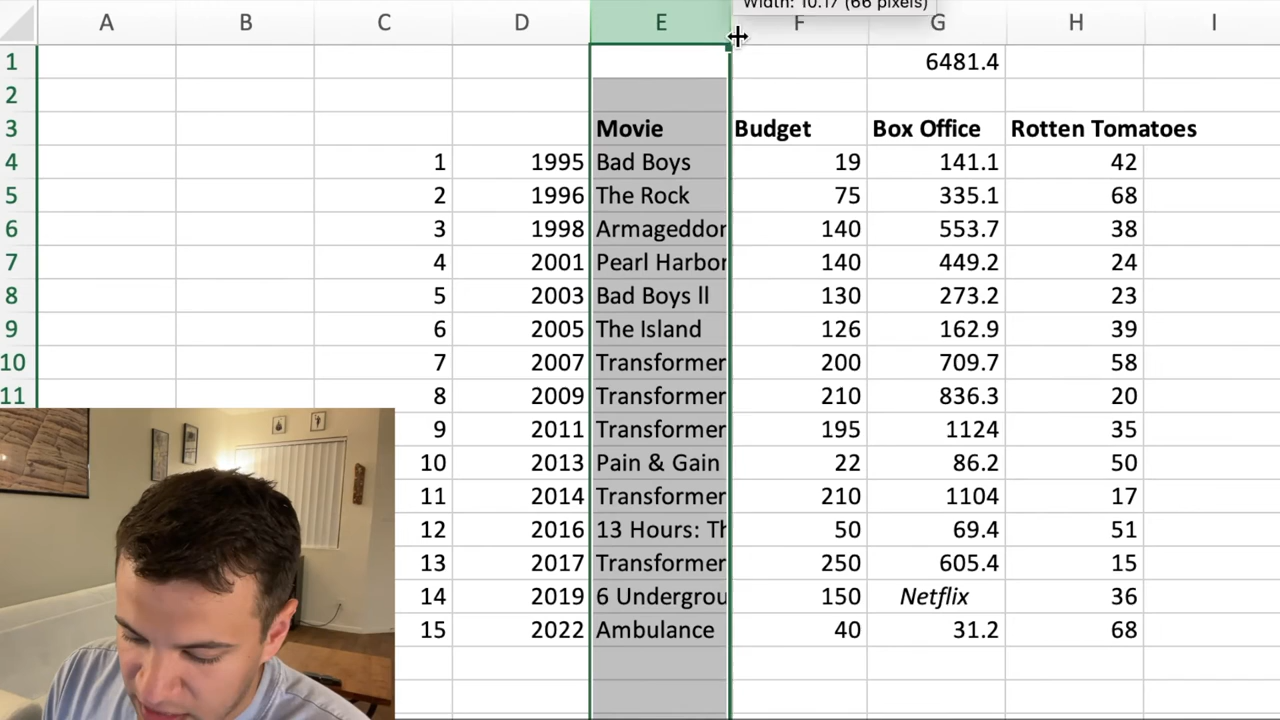 Width: 10.17 (66 pixels)
A B C D E F G H I
1 6481.4
2
3 Movie Budget Box Office Rotten Tomatoes
4 1 1995 Bad Boys 19 141.1 42
5 2 1996 The Rock 75 335.1 68
6 3 1998 Armageddon 140 553.7 38
7 4 2001 Pearl Harbor 140 449.2 24
8 5 2003 Bad Boys ll 130 273.2 23
9 6 2005 The Island 126 162.9 39
10 7 2007 Transformer 200 709.7 58
11 8 2009 Transformer 210 836.3 20
9 2011 Transformer 195 1124 35
10 2013 Pain & Gain 22 86.2 50
11 2014 Transformer 210 1104 17
12 2016 13 Hours: Th 50 69.4 51
13 2017 Transformer 250 605.4 15
14 2019 6 Undergrou 150 Netflix 36
15 2022 Ambulance 40 31.2 68